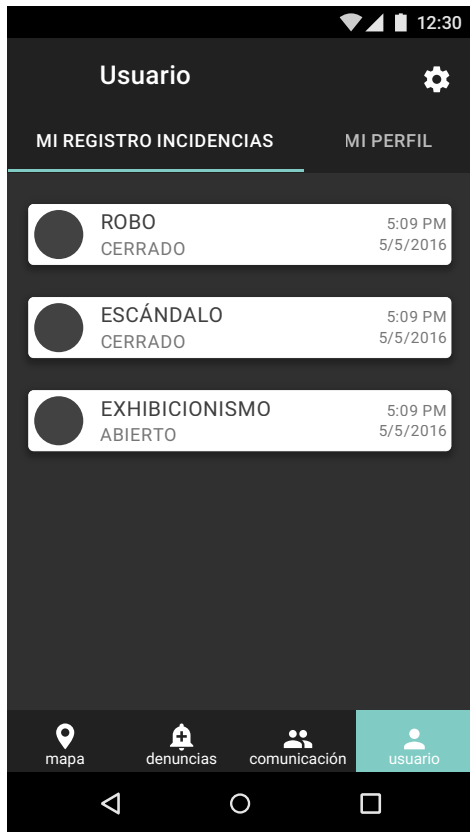 12:30
Usuario
MI REGISTRO INCIDENCIAS
MI PERFIL
ROBO
5:09 PM
CERRADO
5/5/2016
ESCÁNDALO
5:09 PM
CERRADO
5/5/2016
EXHIBICIONISMO
5:09 PM
ABIERTO
5/5/2016
mapa
denuncias
comunicación
usuario